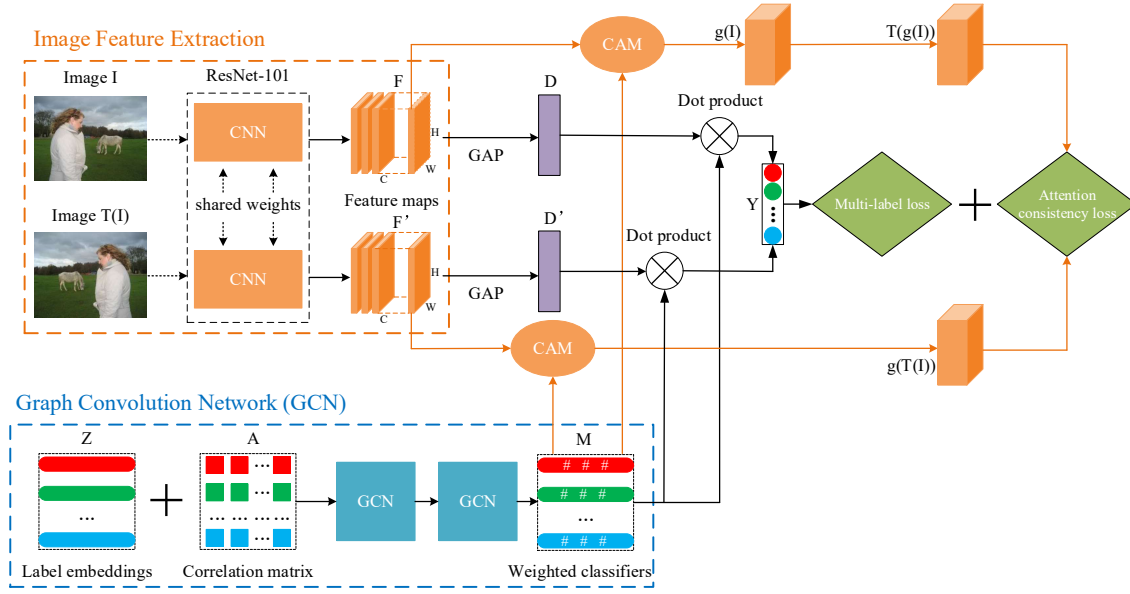 Image Feature Extraction
Image I
ResNet-101
CNN
shared weights
Image T(I)
CNN
F
H
W
C
Feature maps
F'
H
W
C
GAP
D
GAP
D'
CAM
g(I)
T(g(I))
Dot product
Dot product
Y
Multi-label loss
Attention
consistency loss
CAM
g(T(I))
Graph Convolution Network (GCN)
Z
...
Label embeddings
A
...
...
... ... ...
...
Correlation matrix
GCN
GCN
M
# # #
# # #
...
# # #
Weighted classifiers